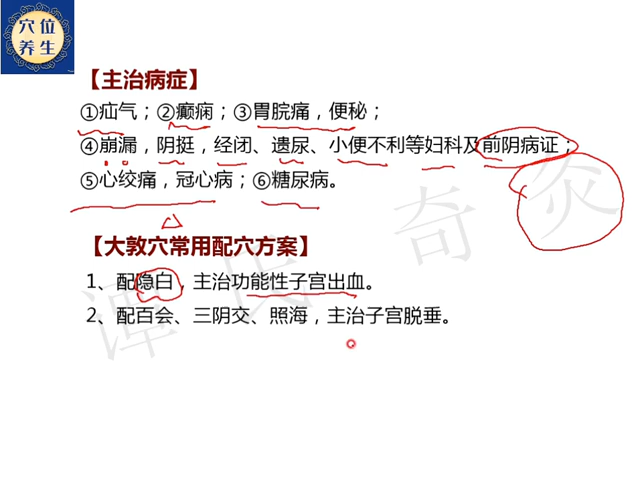 穴位
养生
【主治病症】
①疝气；②癫痫；③胃脘痛，便秘；
④崩漏，阴挺，经闭、遗尿、小便不利等妇科及前阴病证；
⑤心绞痛，冠心病；⑥糖尿病。
【大敦穴常用配穴方案】
1、配隐白，主治功能性子宫出血。
2、配百会、三阴交、照海，主治子宫脱垂。
谭氏奇灸